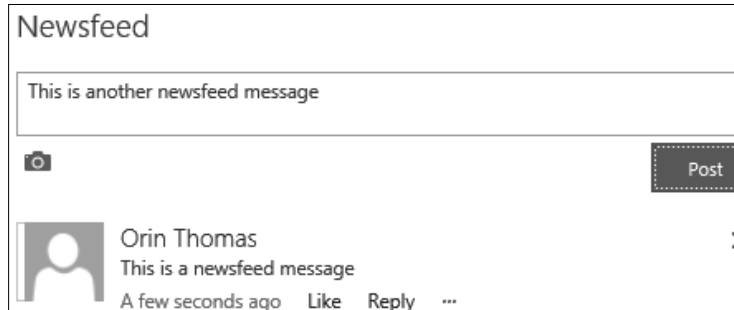 Newsfeed
This is another newsfeed message
Post
Orin Thomas
This is a newsfeed message
A few seconds ago Like Reply ...